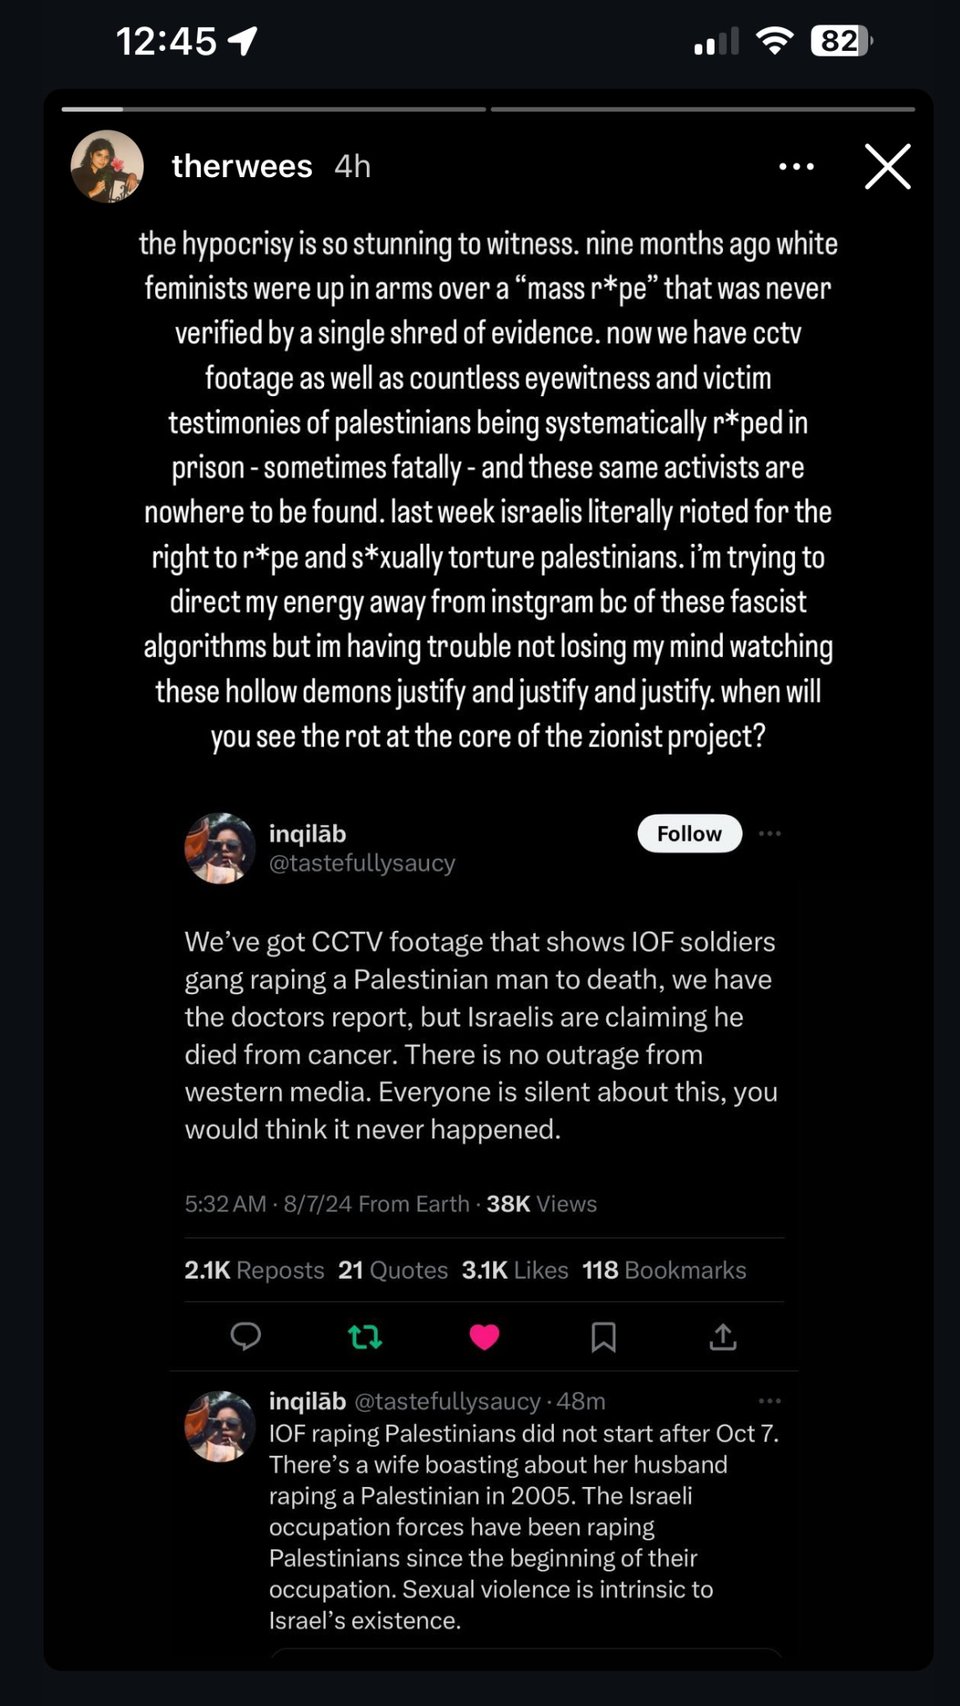 12:45
82
therwees 4h
the hypocrisy is so stunning to witness. nine months ago white
feminists were up in arms over a “mass r*pe” that was never
verified by a single shred of evidence. now we have cctv
footage as well as countless eyewitness and victim
testimonies of palestinians being systematically r*ped in
prison - sometimes fatally - and these same activists are
nowhere to be found. last week israelis literally rioted for the
right to r*pe and s*xually torture palestinians. i’m trying to
direct my energy away from instgram bc of these fascist
algorithms but im having trouble not losing my mind watching
these hollow demons justify and justify and justify. when will
you see the rot at the core of the zionist project?
inqilāb
@tastefullysaucy
Follow
We’ve got CCTV footage that shows IOF soldiers
gang raping a Palestinian man to death, we have
the doctors report, but Israelis are claiming he
died from cancer. There is no outrage from
western media. Everyone is silent about this, you
would think it never happened.
5:32 AM · 8/7/24 From Earth · 38K Views
2.1K Reposts 21 Quotes 3.1K Likes 118 Bookmarks
inqilāb @tastefullysaucy · 48m
IOF raping Palestinians did not start after Oct 7.
There’s a wife boasting about her husband
raping a Palestinian in 2005. The Israeli
occupation forces have been raping
Palestinians since the beginning of their
occupation. Sexual violence is intrinsic to
Israel’s existence.